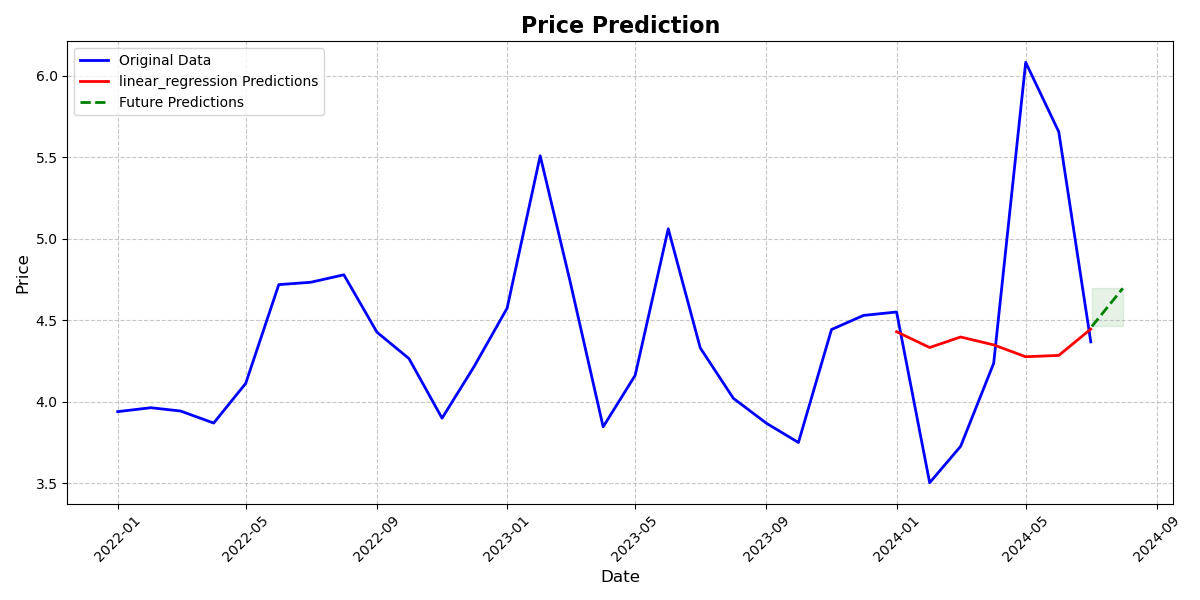 Price Prediction
Original Data
linear_regression Predictions
Future Predictions
Price
6.0
5.5
5.0
4.5
4.0
3.5
2022-01
2022-05
2022-09
2023-01
2023-05
2023-09
2024-01
2024-05
2024-09
Date